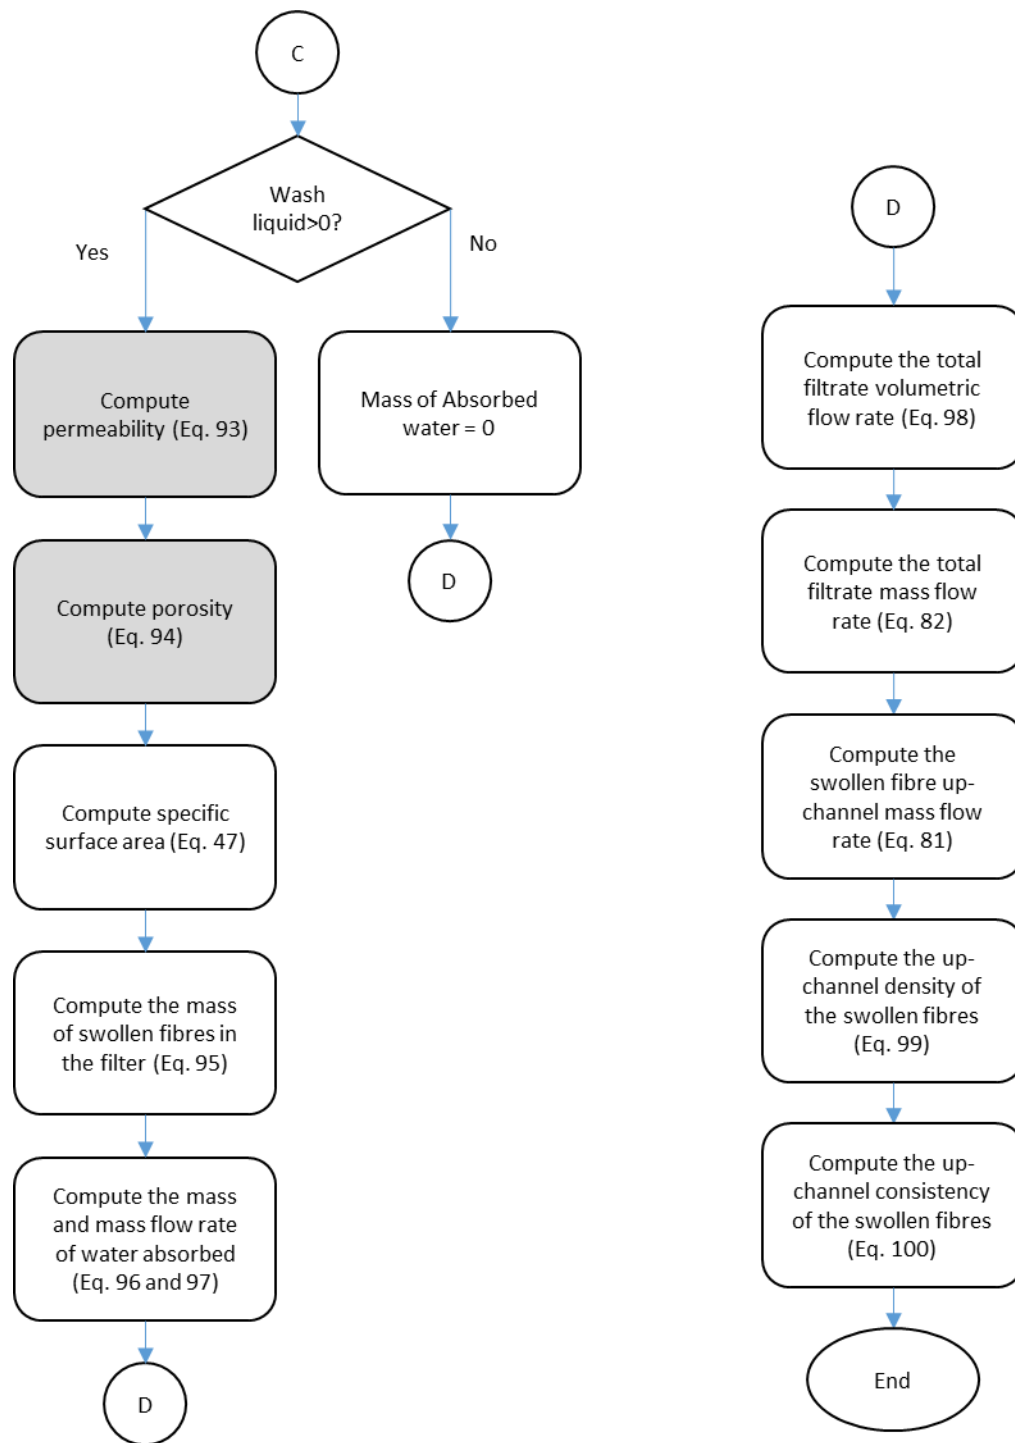 C
Wash
liquid>0?
Yes
No
Compute
permeability (Eq. 93)
Mass of Absorbed
water = 0
Compute porosity
(Eq. 94)
D
Compute specific
surface area (Eq. 47)
Compute the mass
of swollen fibres in
the filter (Eq. 95)
Compute the mass
and mass flow rate
of water absorbed
(Eq. 96 and 97)
D
D
Compute the total
filtrate volumetric
flow rate (Eq. 98)
Compute the total
filtrate mass flow
rate (Eq. 82)
Compute the
swollen fibre up-
channel mass flow
rate (Eq. 81)
Compute the up-
channel density of
the swollen fibres
(Eq. 99)
Compute the up-
channel consistency
of the swollen fibres
(Eq. 100)
End